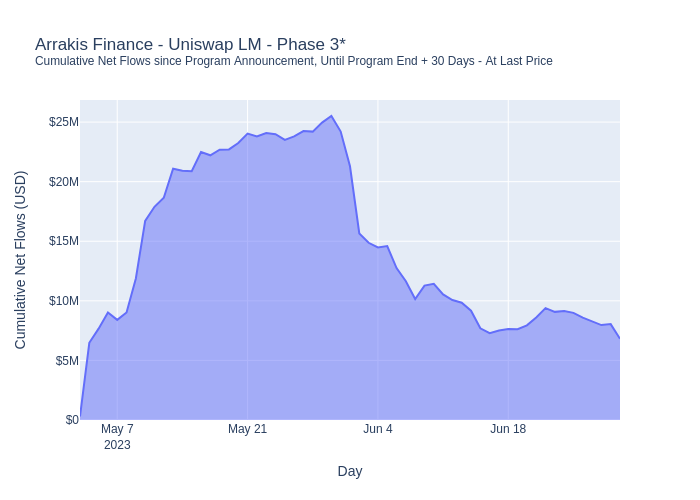 Arrakis Finance - Uniswap LM - Phase 3*
Cumulative Net Flows since Program Announcement, Until Program End + 30 Days - At Last Price
Cumulative Net Flows (USD)
$25M
$20M
$15M
$10M
$5M
$0
May 7
2023
May 21
Jun 4
Jun 18
Day